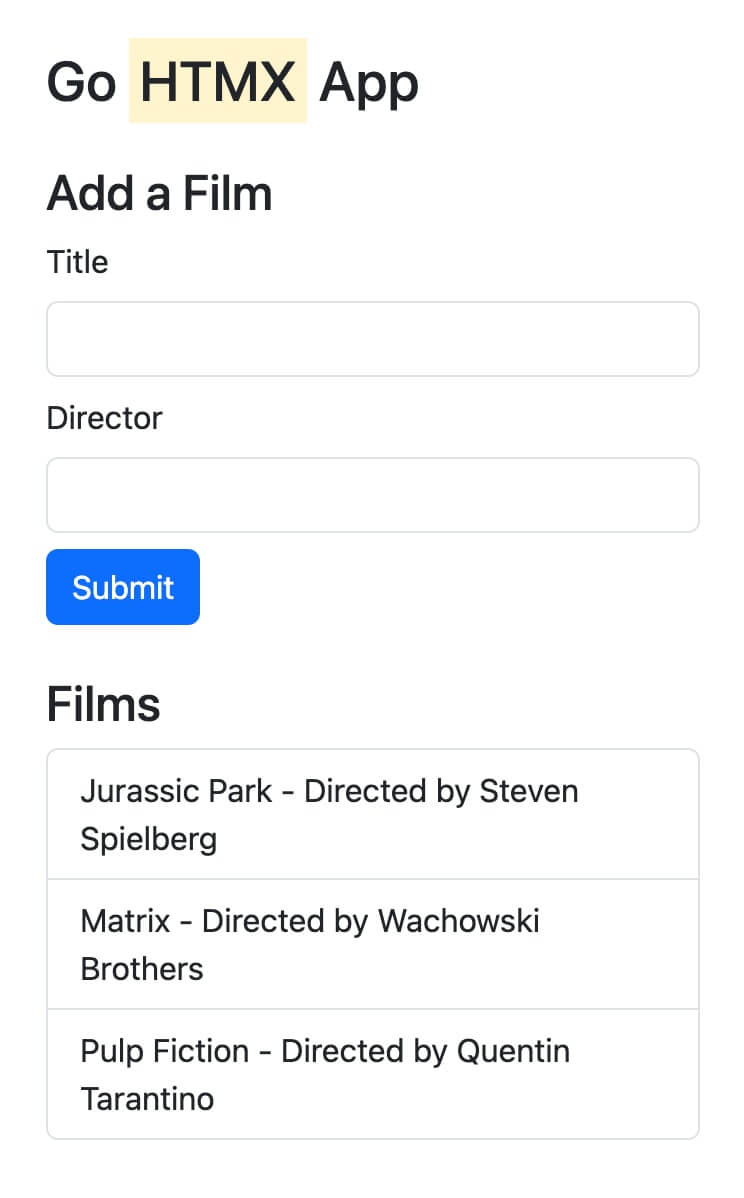 Go HTMX App
Add a Film
Title
Director
Submit
Films
Jurassic Park - Directed by Steven
Spielberg
Matrix - Directed by Wachowski
Brothers
Pulp Fiction - Directed by Quentin
Tarantino